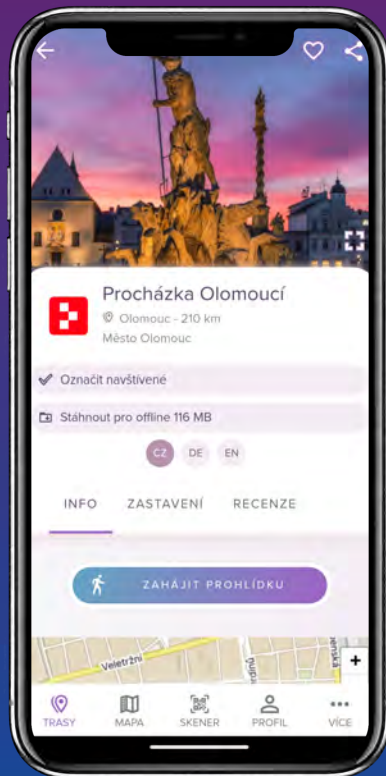 Procházka Olomoucí
Olomouc - 210 km
Město Olomouc
Označit navštívené
Stáhnout pro offline 116 MB
CZ DE EN
INFO ZASTAVENÍ RECENZE
ZAHÁJIT PROHLÍDKU
Veletržní
TRASY MAPA SKENER PROFIL VÍCE